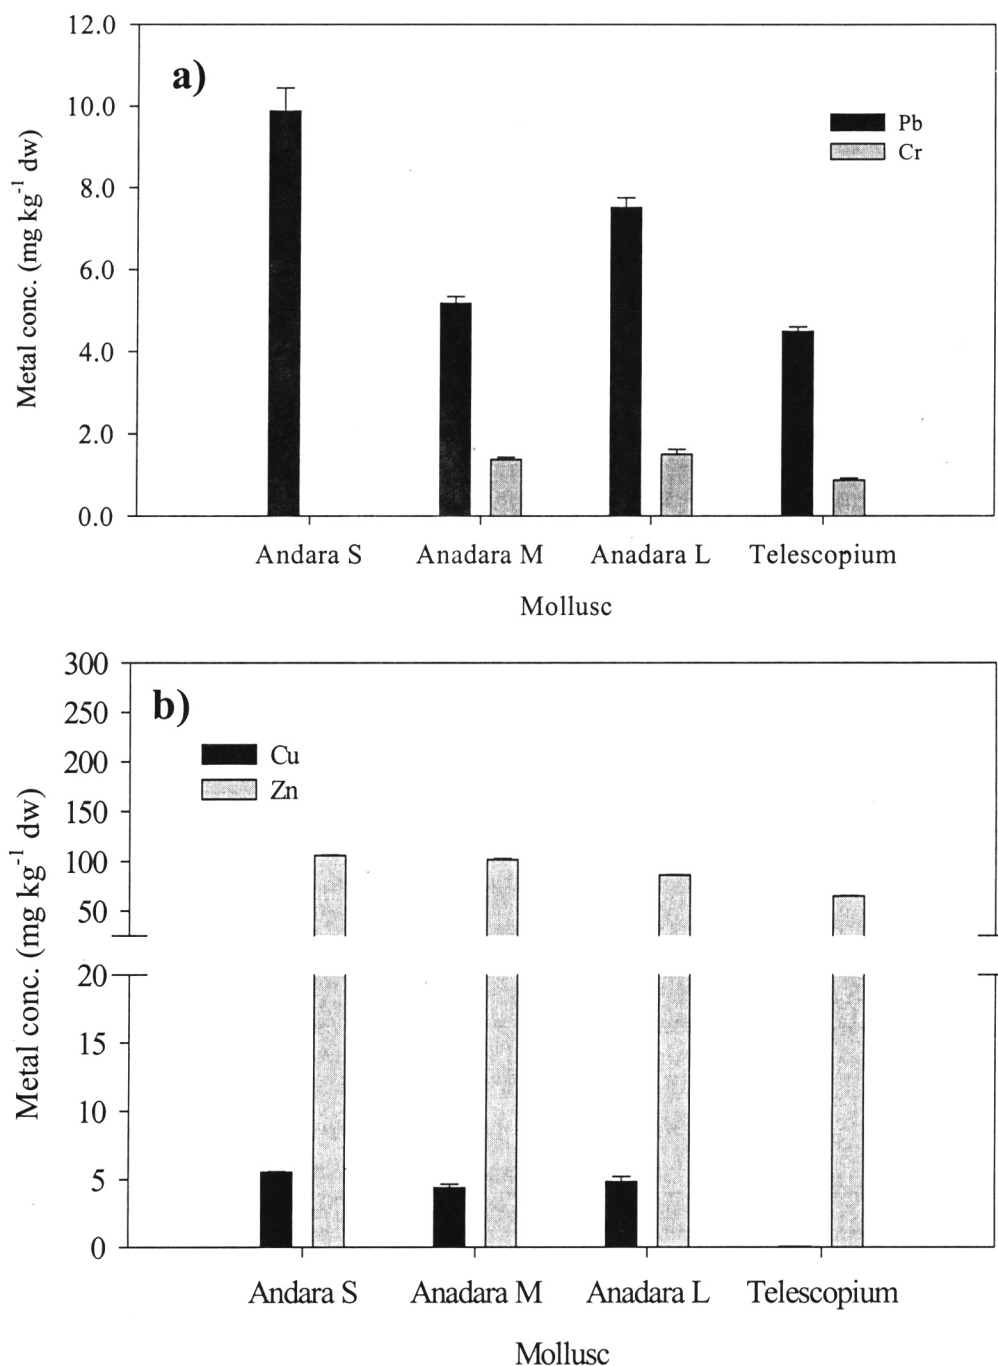 12.0
a)
10.0
Pb
Cr
8.0
6.0
4.0
2.0
0.0
Metal conc. (mg kg⁻¹ dw)
Andara S Anadara M Anadara L Telescopium
Mollusc
300
b)
250
Cu
200
Zn
150
100
50
20
15
10
5
0
Metal conc. (mg kg⁻¹ dw)
Andara S Anadara M Anadara L Telescopium
Mollusc